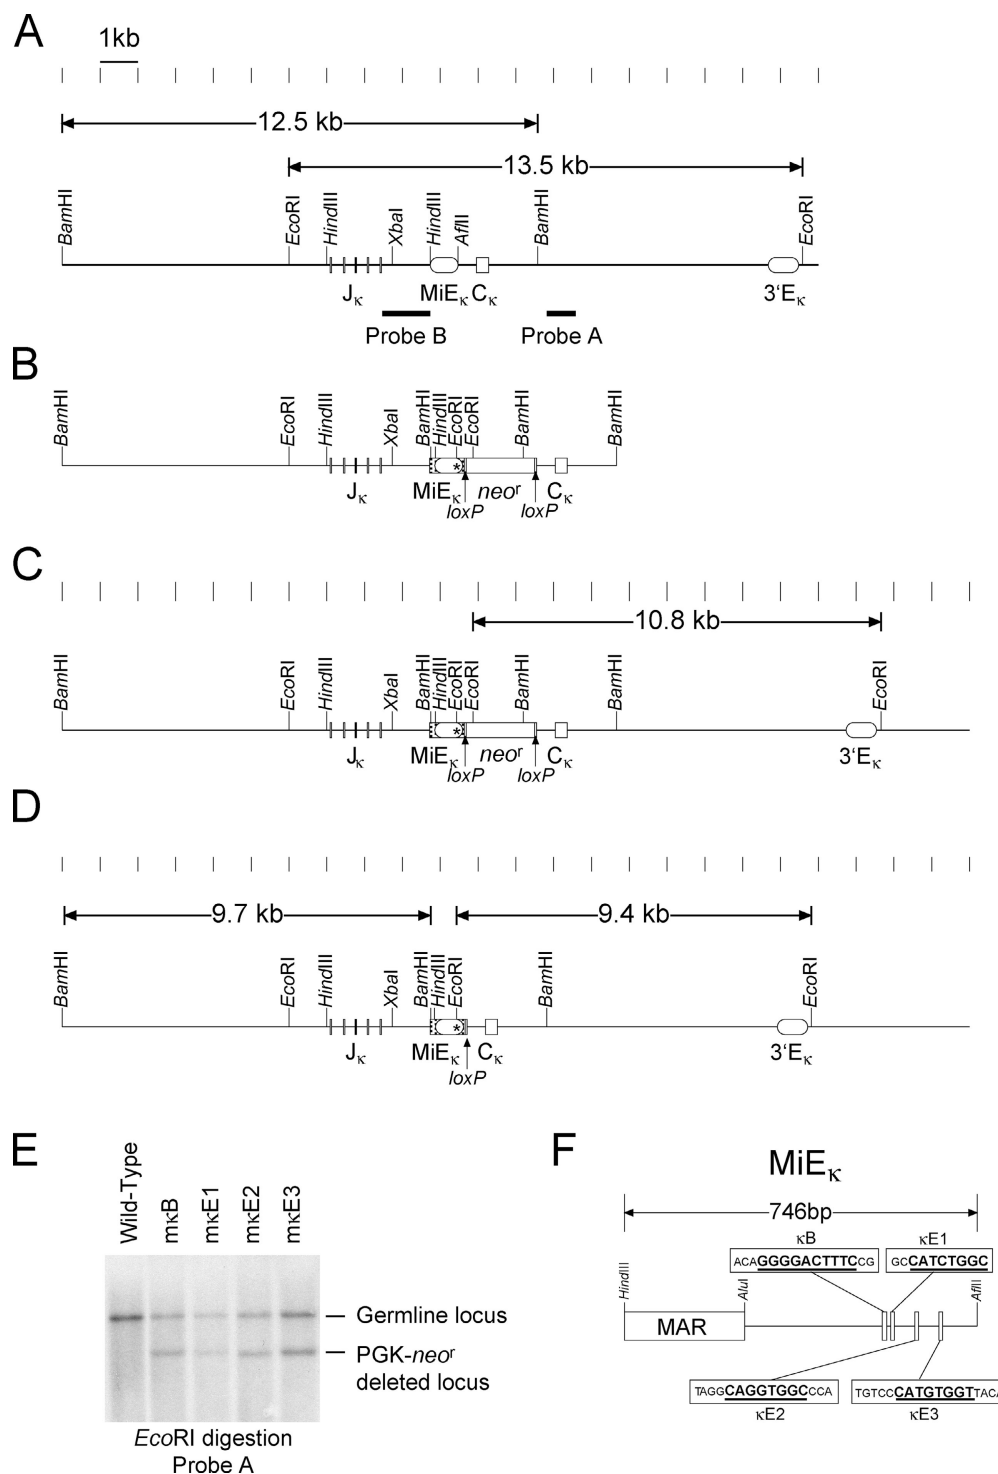 A
1kb
12.5 kb
13.5 kb
BamHI
EcoRI
HindIII
XbaI
HindIII
AflII
BamHI
EcoRI
Jκ
MiEκ
Cκ
3‘Eκ
Probe B
Probe A
B
BamHI
EcoRI
HindIII
XbaI
BamHI
HindIII
EcoRI
EcoRI
BamHI
BamHI
*
Jκ
MiEκ
neoʳ
Cκ
loxP
loxP
C
10.8 kb
BamHI
EcoRI
HindIII
XbaI
BamHI
HindIII
EcoRI
EcoRI
BamHI
BamHI
EcoRI
*
Jκ
MiEκ
neoʳ
Cκ
3‘Eκ
loxP
loxP
D
9.7 kb
9.4 kb
BamHI
EcoRI
HindIII
XbaI
BamHI
HindIII
EcoRI
BamHI
EcoRI
*
Jκ
MiEκ
Cκ
3‘Eκ
loxP
E
Wild-Type
mκB
mκE1
mκE2
mκE3
Germline locus
PGK-neoʳ
deleted locus
EcoRI digestion
Probe A
F
MiEκ
746bp
κB
κE1
ACAGGGGACTTTCCG
GCCATCTGGC
HindIII
AluI
AflII
MAR
TAGGCAGGTGGCCCA
TGTCCCATGTGGTTACA
κE2
κE3